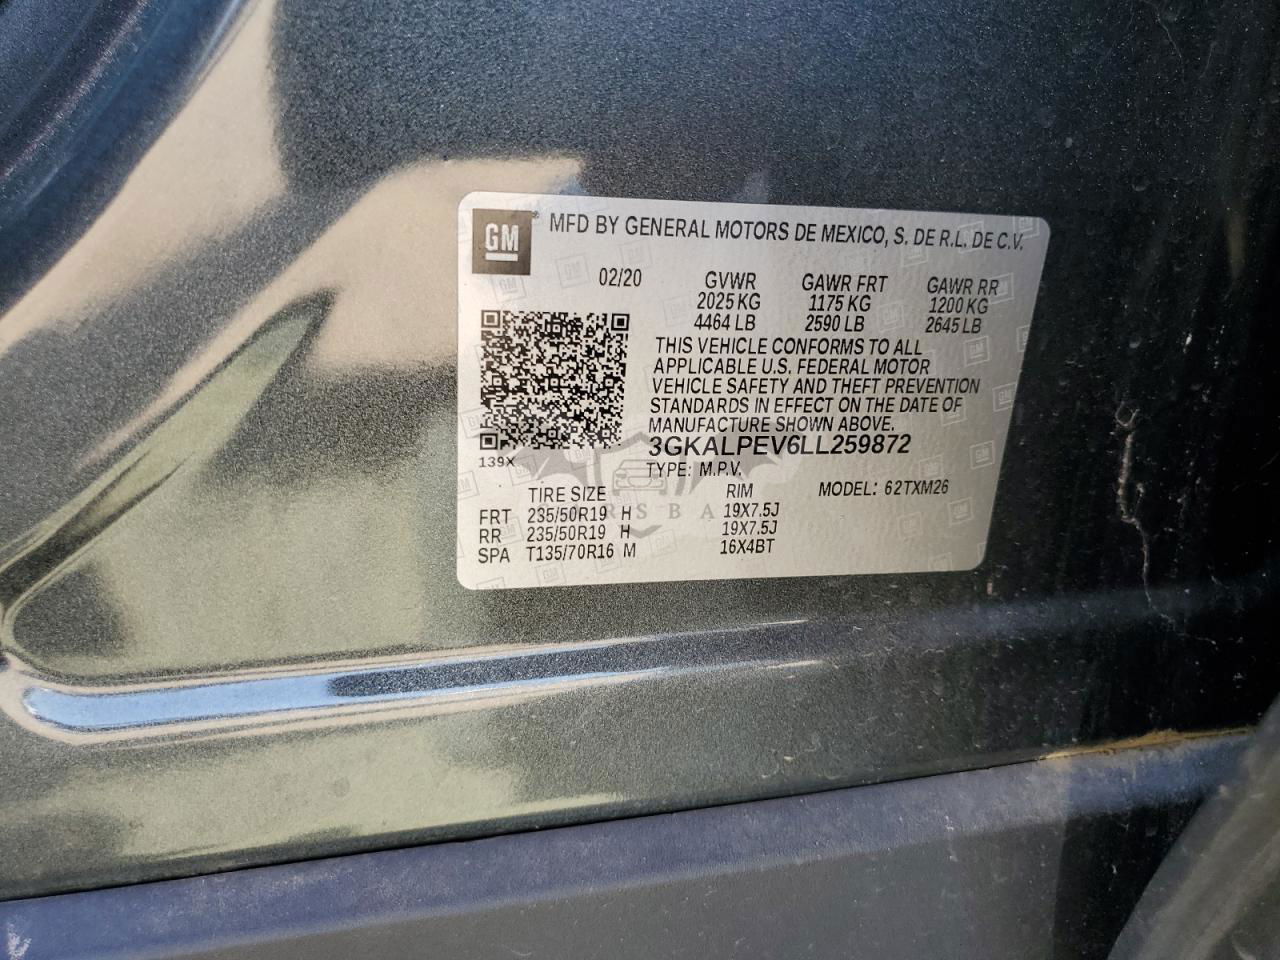 GM
MFD BY GENERAL MOTORS DE MEXICO, S. DE R.L. DE C.V.
02/20 GVWR GAWR FRT GAWR RR
2025 KG 1175 KG 1200 KG
4464 LB 2590 LB 2645 LB
THIS VEHICLE CONFORMS TO ALL
APPLICABLE U.S. FEDERAL MOTOR
VEHICLE SAFETY AND THEFT PREVENTION
STANDARDS IN EFFECT ON THE DATE OF
MANUFACTURE SHOWN ABOVE.
3GKALPEV6LL259872
139X TYPE: M.P.V.
TIRE SIZE RIM MODEL: 62TXM26
FRT 235/50R19 H 19X7.5J
RR 235/50R19 H 19X7.5J
SPA T135/70R16 M 16X4BT